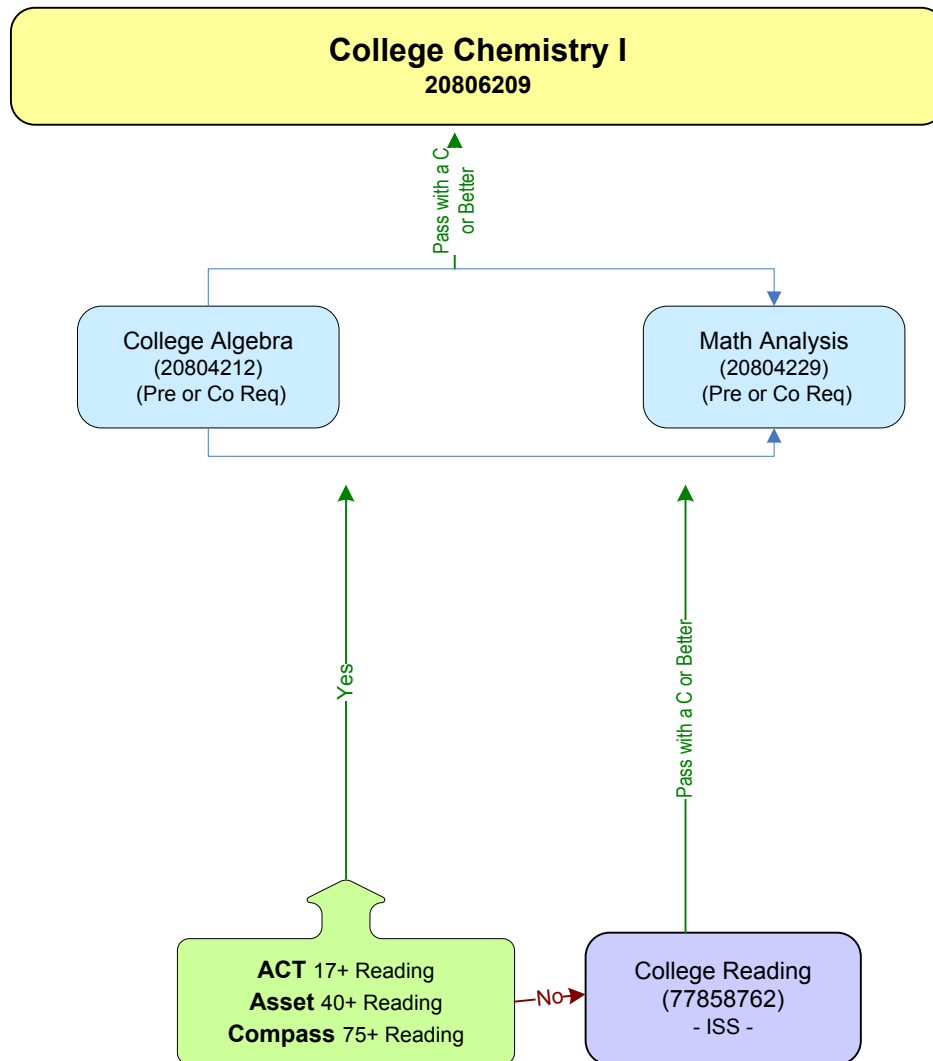 College Chemistry I
20806209
Pass with a C
or Better
College Algebra
(20804212)
(Pre or Co Req)
Math Analysis
(20804229)
(Pre or Co Req)
Yes
Pass with a C or Better
ACT 17+ Reading
Asset 40+ Reading
Compass 75+ Reading
No
College Reading
(77858762)
- ISS -